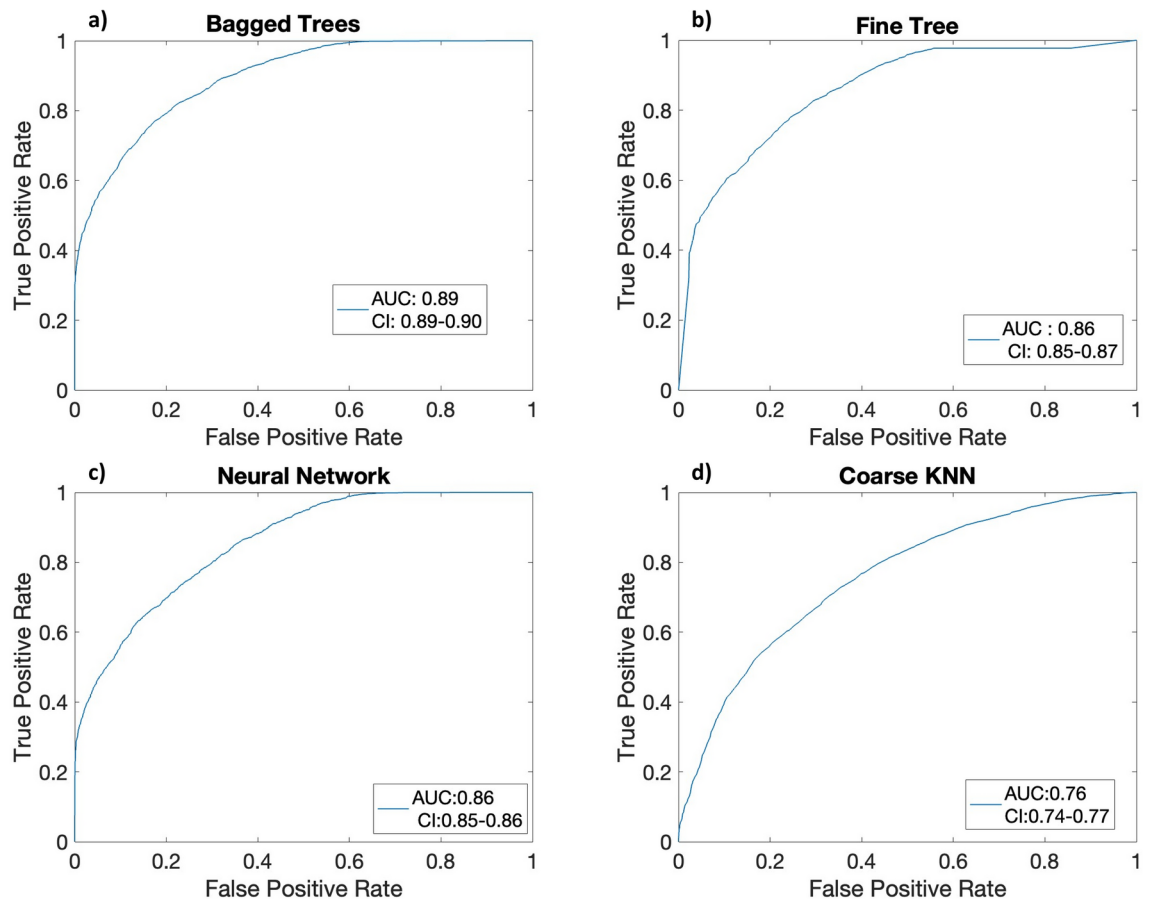 a)
Bagged Trees
1
0.8
0.6
0.4
0.2
0
True Positive Rate
AUC: 0.89
CI: 0.89-0.90
0 0.2 0.4 0.6 0.8 1
False Positive Rate
b)
Fine Tree
1
0.8
0.6
0.4
0.2
0
True Positive Rate
AUC : 0.86
CI: 0.85-0.87
0 0.2 0.4 0.6 0.8 1
False Positive Rate
c)
Neural Network
1
0.8
0.6
0.4
0.2
0
True Positive Rate
AUC:0.86
CI:0.85-0.86
0 0.2 0.4 0.6 0.8 1
False Positive Rate
d)
Coarse KNN
1
0.8
0.6
0.4
0.2
0
True Positive Rate
AUC:0.76
CI:0.74-0.77
0 0.2 0.4 0.6 0.8 1
False Positive Rate